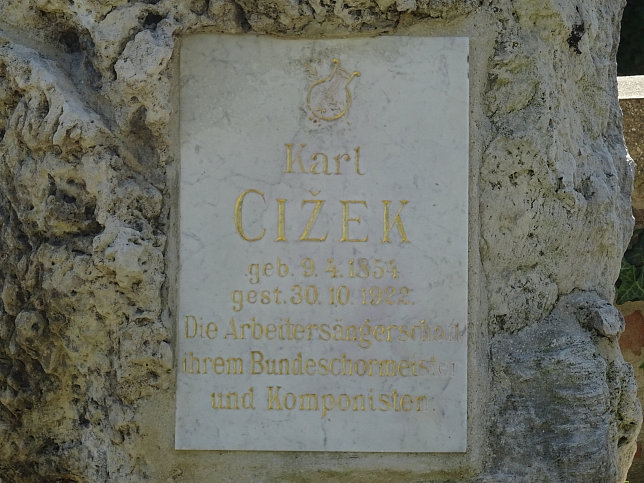 Karl
CIŽEK
geb. 9. 4. 1854
gest. 30. 10. 1922.
Die Arbeitersängerschaft
ihrem Bundeschormeister
und Komponisten.